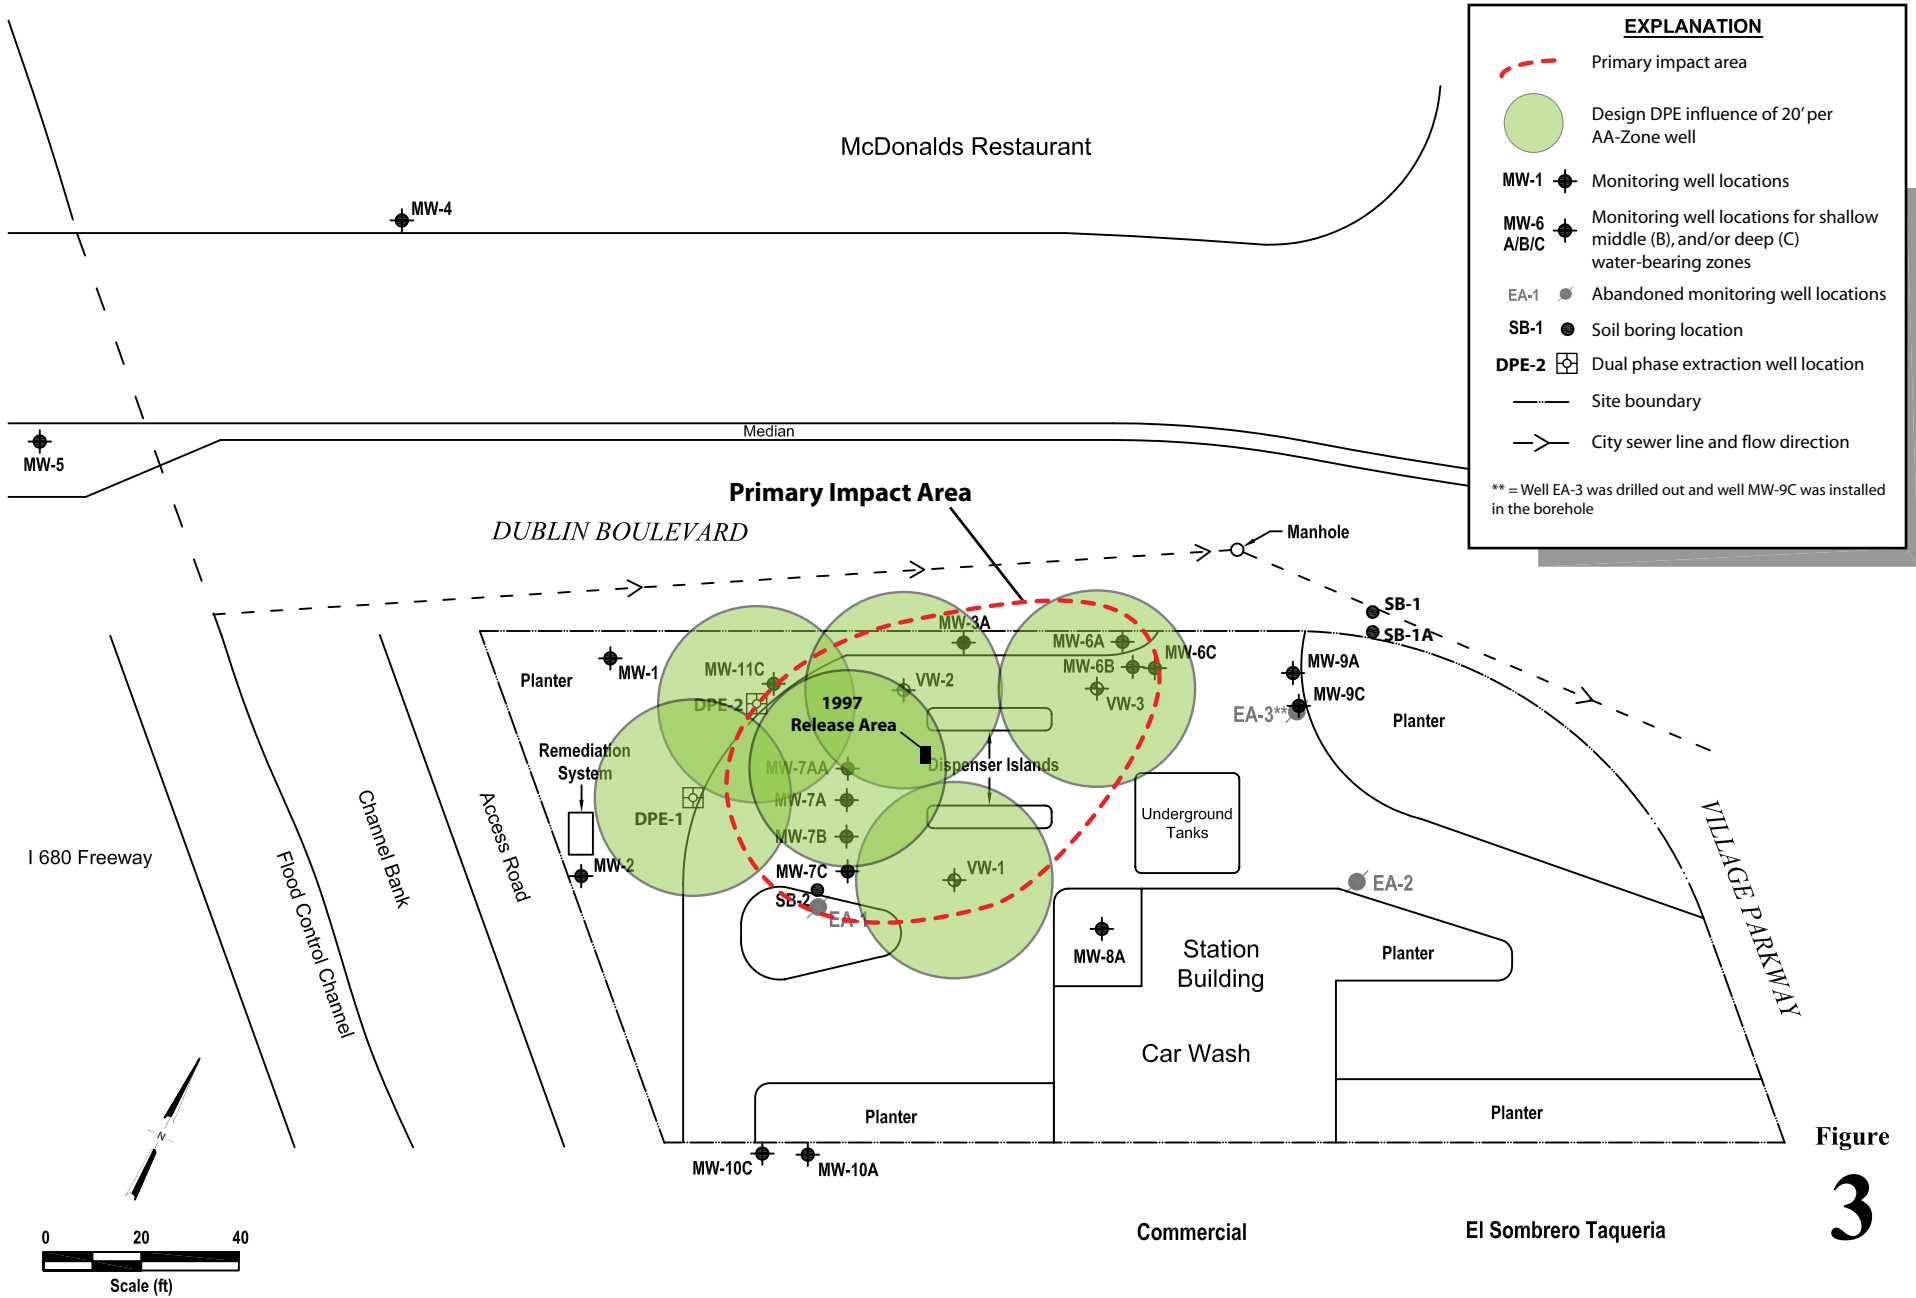 EXPLANATION
Primary impact area
Design DPE influence of 20' per
AA-Zone well
MW-1 Monitoring well locations
MW-6
A/B/C
Monitoring well locations for shallow
middle (B), and/or deep (C)
water-bearing zones
EA-1 Abandoned monitoring well locations
SB-1 Soil boring location
DPE-2 Dual phase extraction well location
Site boundary
City sewer line and flow direction
** = Well EA-3 was drilled out and well MW-9C was installed
in the borehole
McDonalds Restaurant
MW-4
Median
MW-5
Primary Impact Area
DUBLIN BOULEVARD
Manhole
SB-1
SB-1A
MW-3A
MW-6A
MW-6B
MW-6C
MW-1
MW-11C
Planter
VW-2
VW-3
DPE-2
1997
Release Area
MW-9A
MW-9C
EA-3**
Planter
Remediation
System
MW-7AA
Dispenser Islands
MW-7A
DPE-1
MW-7B
Underground
Tanks
MW-2
MW-7C
VW-1
SB-2
EA-1
EA-2
I 680 Freeway
Flood Control Channel
Channel Bank
Access Road
VILLAGE PARKWAY
MW-8A
Station
Building
Planter
Car Wash
Planter
Planter
MW-10C
MW-10A
N
0 20 40
Scale (ft)
Commercial
El Sombrero Taqueria
Figure
3